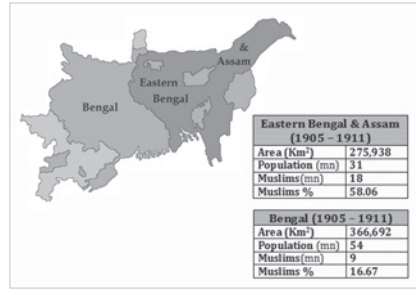 &
Assam
Eastern
Bengal
Bengal
Eastern Bengal & Assam
(1905 – 1911)
Area (Km²) 275,938
Population (mn) 31
Muslims(mn) 18
Muslims % 58.06
Bengal (1905 – 1911)
Area (Km²) 366,692
Population (mn) 54
Muslims(mn) 9
Muslims % 16.67